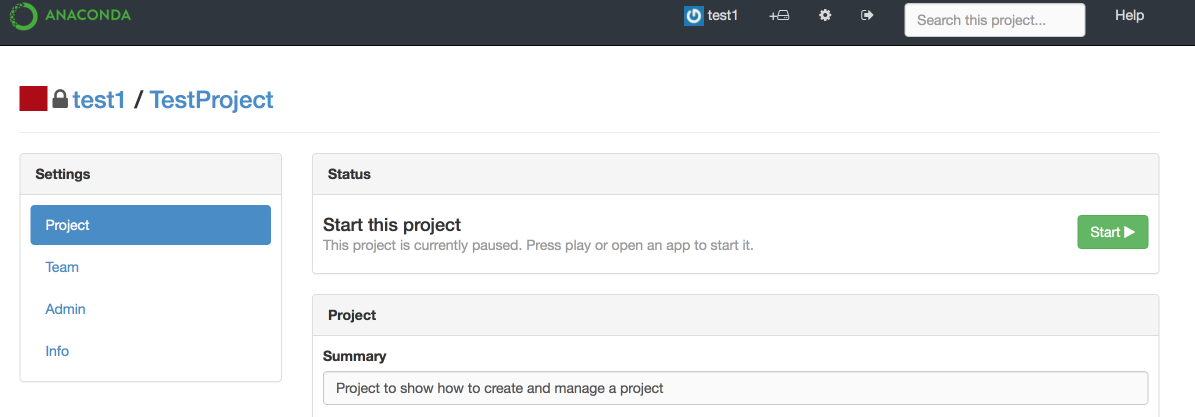 ANACONDA
test1
Search this project...
Help
test1 / TestProject
Settings
Project
Team
Admin
Info
Status
Start this project
This project is currently paused. Press play or open an app to start it.
Start
Project
Summary
Project to show how to create and manage a project